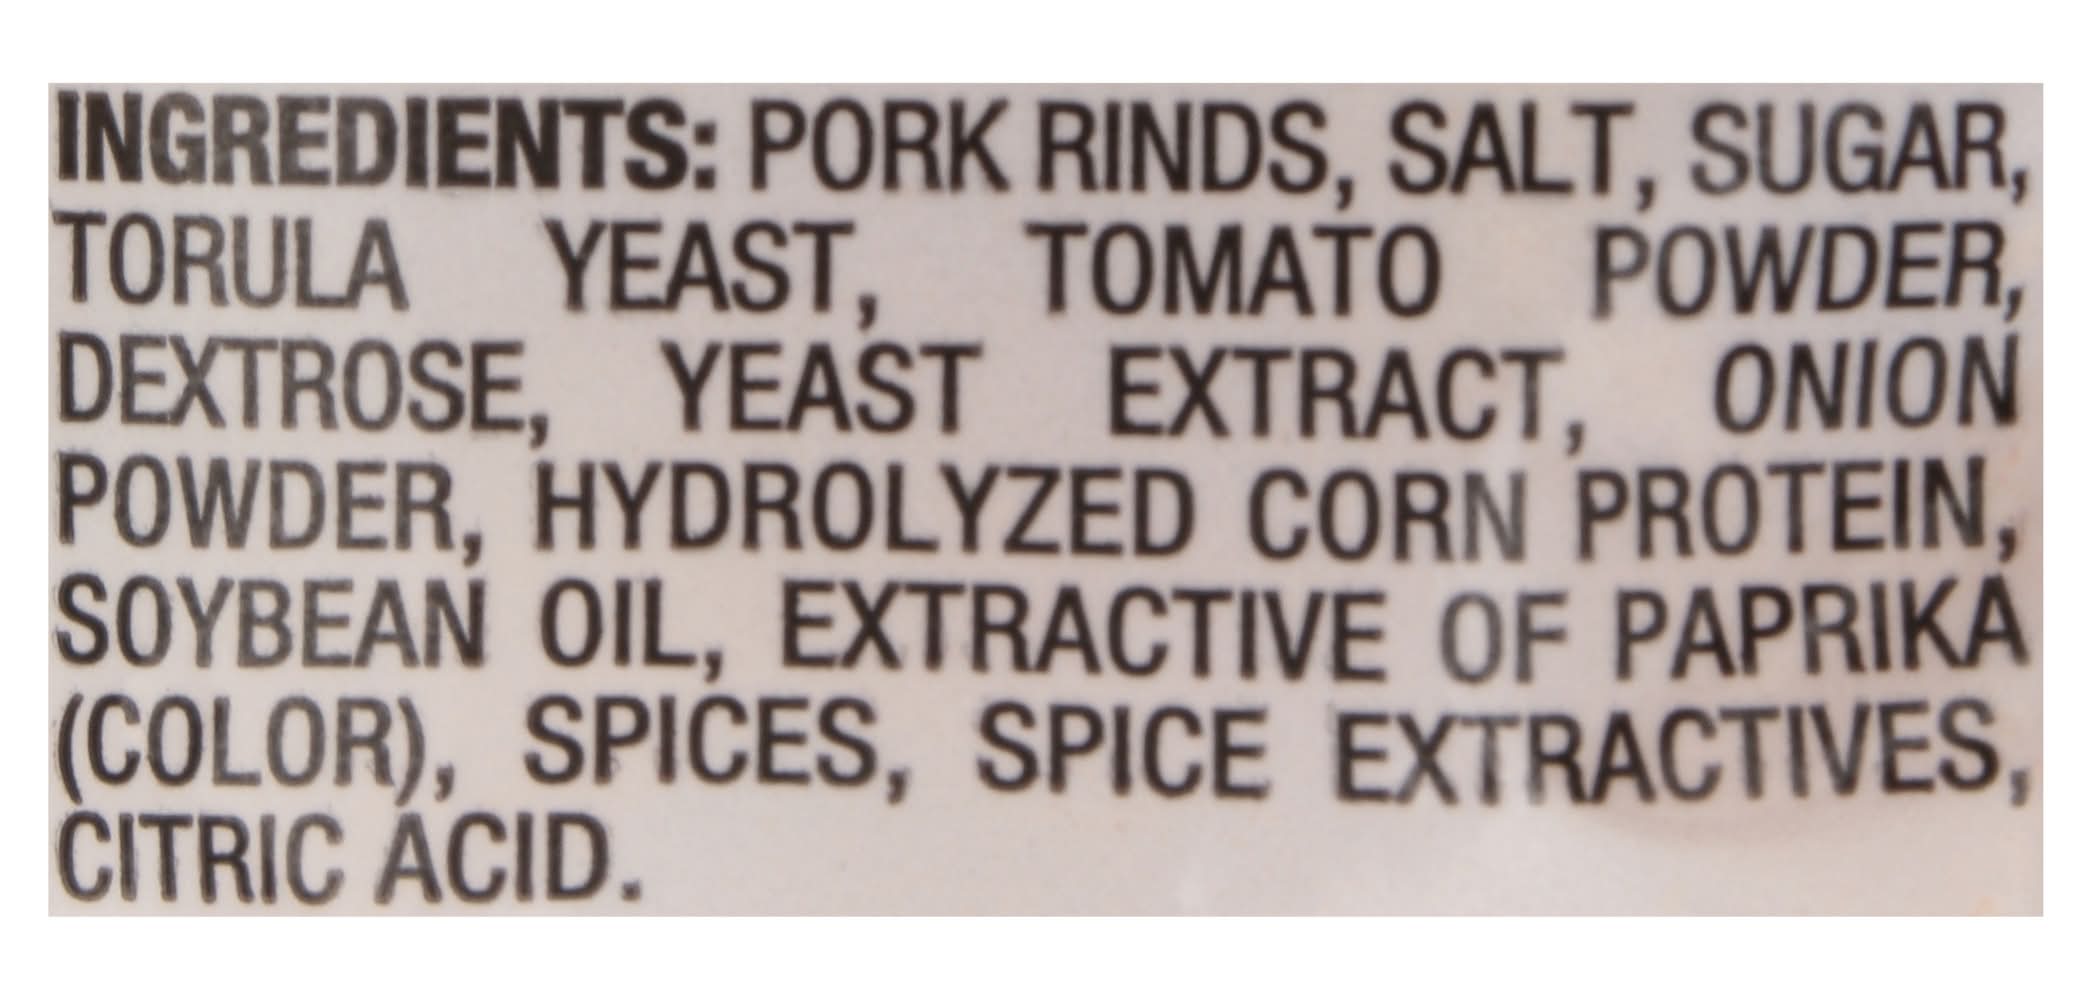 INGREDIENTS: PORK RINDS, SALT, SUGAR,
TORULA YEAST, TOMATO POWDER,
DEXTROSE, YEAST EXTRACT, ONION
POWDER, HYDROLYZED CORN PROTEIN,
SOYBEAN OIL, EXTRACTIVE OF PAPRIKA
(COLOR), SPICES, SPICE EXTRACTIVES,
CITRIC ACID.